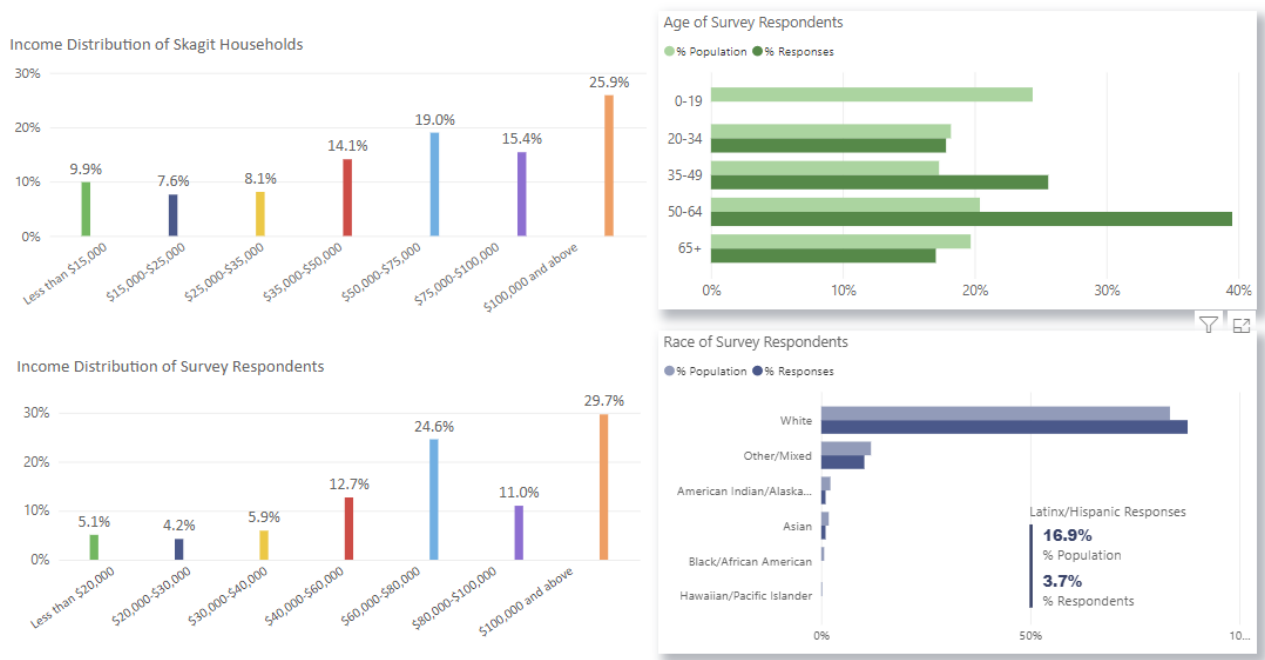 Income Distribution of Skagit Households
30%
20%
10%
0%
9.9%
7.6%
8.1%
14.1%
19.0%
15.4%
25.9%
Less than $15,000
$15,000-$25,000
$25,000-$35,000
$35,000-$50,000
$50,000-$75,000
$75,000-$100,000
$100,000 and above
Income Distribution of Survey Respondents
30%
20%
10%
0%
5.1%
4.2%
5.9%
12.7%
24.6%
11.0%
29.7%
Less than $20,000
$20,000-$30,000
$30,000-$40,000
$40,000-$60,000
$60,000-$80,000
$80,000-$100,000
$100,000 and above
Age of Survey Respondents
% Population % Responses
0-19
20-34
35-49
50-64
65+
0% 10% 20% 30% 40%
Race of Survey Respondents
% Population % Responses
White
Other/Mixed
American Indian/Alaska...
Asian
Black/African American
Hawaiian/Pacific Islander
0% 50% 10...
Latinx/Hispanic Responses
16.9%
% Population
3.7%
% Respondents